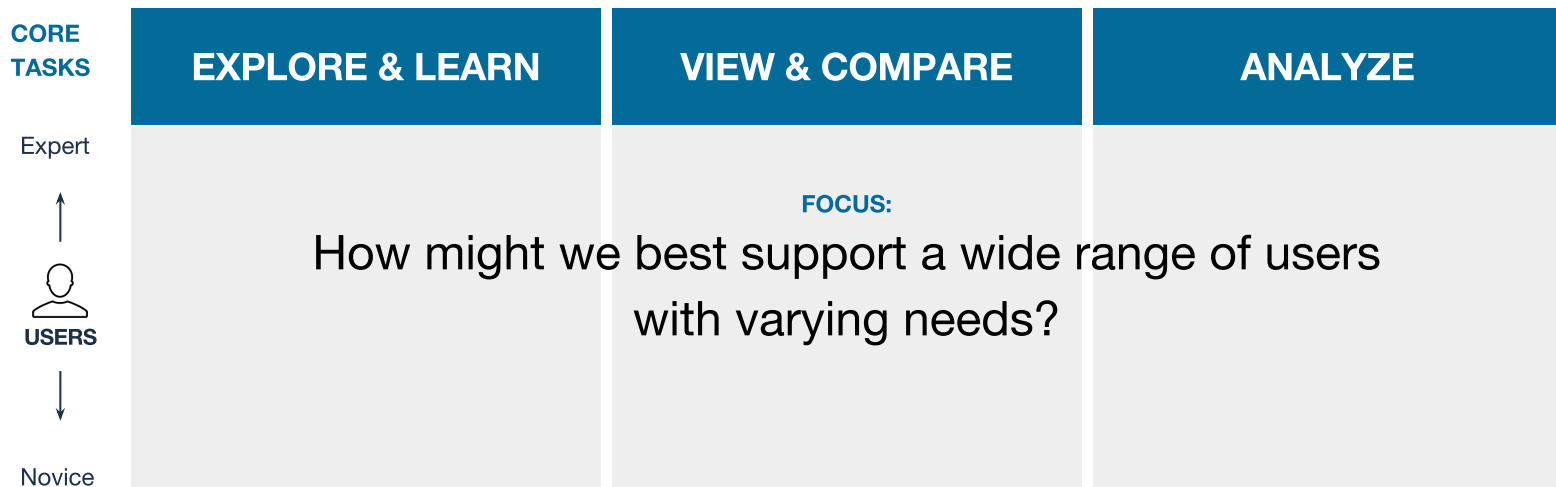 CORE
TASKS
EXPLORE & LEARN
VIEW & COMPARE
ANALYZE
Expert
USERS
Novice
FOCUS:
How might we best support a wide range of users
with varying needs?